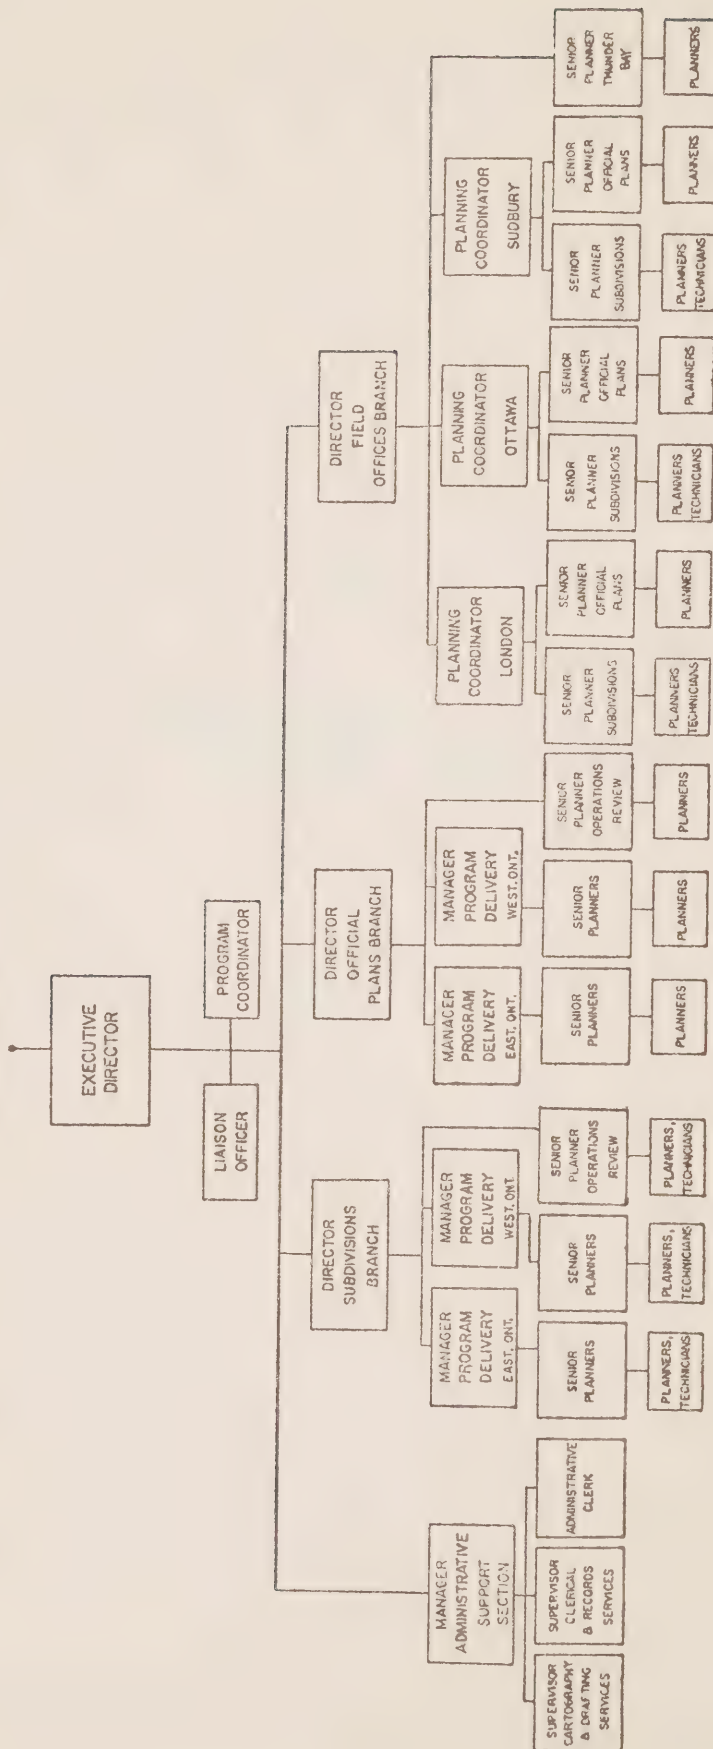 EXECUTIVE
DIRECTOR
LIAISON
OFFICER
PROGRAM
COORDINATOR
MANAGER
ADMINISTRATIVE
SUPPORT
SECTION
SUPERVISOR
CARTOGRAPHY
& DRAFTING
SERVICES
SUPERVISOR
CLERICAL
& RECORDS
SERVICES
ADMINISTRATIVE
CLERK
DIRECTOR
SUBDIVISIONS
BRANCH
MANAGER
PROGRAM
DELIVERY
EAST. ONT.
SENIOR
PLANNERS
PLANNERS,
TECHNICIANS
MANAGER
PROGRAM
DELIVERY
WEST. ONT.
SENIOR
PLANNERS
PLANNERS,
TECHNICIANS
SENIOR
PLANNER
OPERATIONS
REVIEW
PLANNERS,
TECHNICIANS
DIRECTOR
OFFICIAL
PLANS BRANCH
MANAGER
PROGRAM
DELIVERY
EAST. ONT.
SENIOR
PLANNERS
PLANNERS
MANAGER
PROGRAM
DELIVERY
WEST. ONT.
SENIOR
PLANNERS
PLANNERS
SENIOR
PLANNER
OPERATIONS
REVIEW
PLANNERS
DIRECTOR
FIELD
OFFICES BRANCH
PLANNING
COORDINATOR
LONDON
SENIOR
PLANNER
SUBDIVISIONS
PLANNERS
TECHNICIANS
SENIOR
PLANNER
OFFICIAL
PLANS
PLANNERS
PLANNING
COORDINATOR
OTTAWA
SENIOR
PLANNER
SUBDIVISIONS
PLANNERS
TECHNICIANS
SENIOR
PLANNER
OFFICIAL
PLANS
PLANNERS
PLANNING
COORDINATOR
SUDBURY
SENIOR
PLANNER
SUBDIVISIONS
PLANNERS
TECHNICIANS
SENIOR
PLANNER
OFFICIAL
PLANS
PLANNERS
SENIOR
PLANNER
THUNDER
BAY
PLANNERS